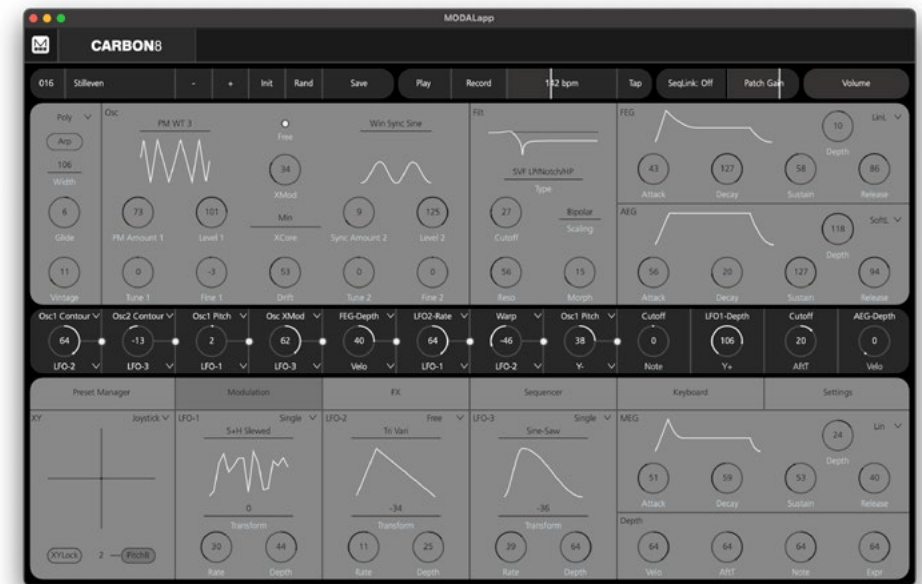 MODALapp
M CARBON8
016 Stilleven - + Init Rand Save Play Record 142 bpm Tap SeqLink: Off Patch Gain Volume
Poly Osc PM WT 3 Free Win Sync Sine Filt FEG 10 LinL
Arp Depth
106 34 SVF LP/Notch/HP 43 127 58 86
Width XMod Type Attack Decay Sustain Release
6 73 101 Min 9 125 27 Bipolar AEG 118 SoftL
Glide PM Amount 1 Level 1 XCore Sync Amount 2 Level 2 Cutoff Scaling Depth
11 0 -3 53 0 0 56 15 56 20 127 94
Vintage Tune 1 Fine 1 Drift Tune 2 Fine 2 Reso Morph Attack Decay Sustain Release
Osc1 Contour Osc2 Contour Osc1 Pitch Osc XMod FEG-Depth LFO2-Rate Warp Osc1 Pitch Cutoff LFO1-Depth Cutoff AEG-Depth
64 -13 2 62 40 64 -46 38 0 106 20 0
LFO-2 LFO-3 LFO-1 LFO-3 Velo LFO-1 LFO-2 Y- Note Y+ AftT Velo
Preset Manager Modulation FX Sequencer Keyboard Settings
XY Joystick LFO-1 Single LFO-2 Free LFO-3 Single MEG 24 Lin
S+H Skewed Tri Vari Sine-Saw Depth
51 59 53 40
Attack Decay Sustain Release
0 -34 -36
Transform Transform Transform Depth
XYLock 2 PitchB 30 44 11 25 39 64 64 64 64 64
Rate Depth Rate Depth Rate Depth Velo AftT Note Expr